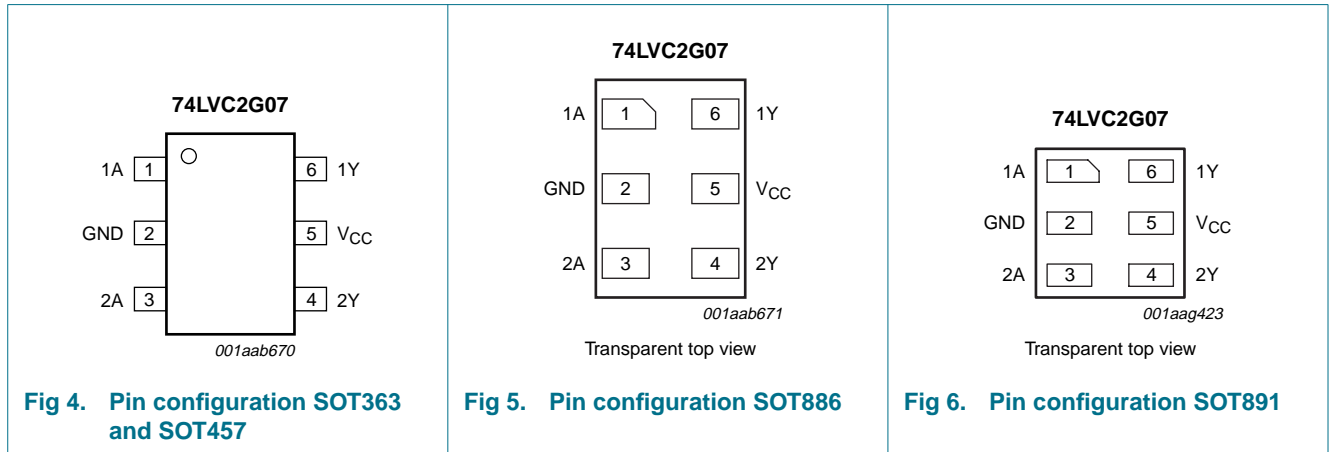 74LVC2G07
1A 1 6 1Y
GND 2 5 VCC
2A 3 4 2Y
001aab670
Fig 4. Pin configuration SOT363
and SOT457
74LVC2G07
1A 1 6 1Y
GND 2 5 VCC
2A 3 4 2Y
001aab671
Transparent top view
Fig 5. Pin configuration SOT886
74LVC2G07
1A 1 6 1Y
GND 2 5 VCC
2A 3 4 2Y
001aag423
Transparent top view
Fig 6. Pin configuration SOT891